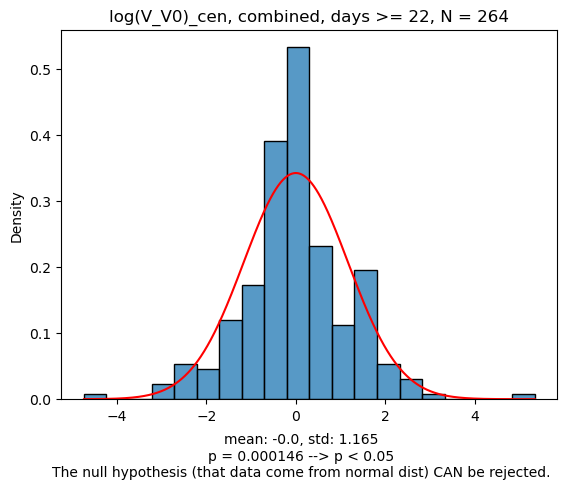 log(V_V0)_cen, combined, days >= 22, N = 264
0.5
0.4
0.3
0.2
0.1
0.0
Density
−4
−2
0
2
4
mean: -0.0, std: 1.165
p = 0.000146 --> p < 0.05
The null hypothesis (that data come from normal dist) CAN be rejected.